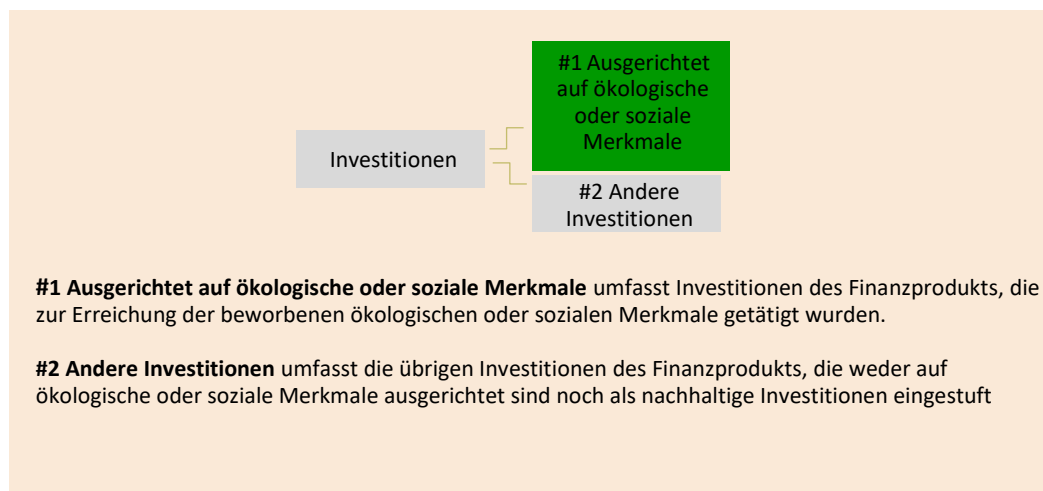 #1 Ausgerichtet
auf ökologische
oder soziale
Merkmale
Investitionen
#2 Andere
Investitionen
#1 Ausgerichtet auf ökologische oder soziale Merkmale umfasst Investitionen des Finanzprodukts, die
zur Erreichung der beworbenen ökologischen oder sozialen Merkmale getätigt wurden.
#2 Andere Investitionen umfasst die übrigen Investitionen des Finanzprodukts, die weder auf
ökologische oder soziale Merkmale ausgerichtet sind noch als nachhaltige Investitionen eingestuft